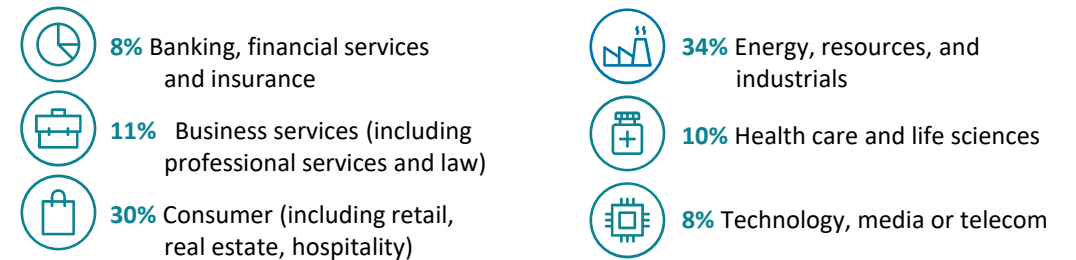 8% Banking, financial services
and insurance
11% Business services (including
professional services and law)
30% Consumer (including retail,
real estate, hospitality)
34% Energy, resources, and
industrials
10% Health care and life sciences
8% Technology, media or telecom